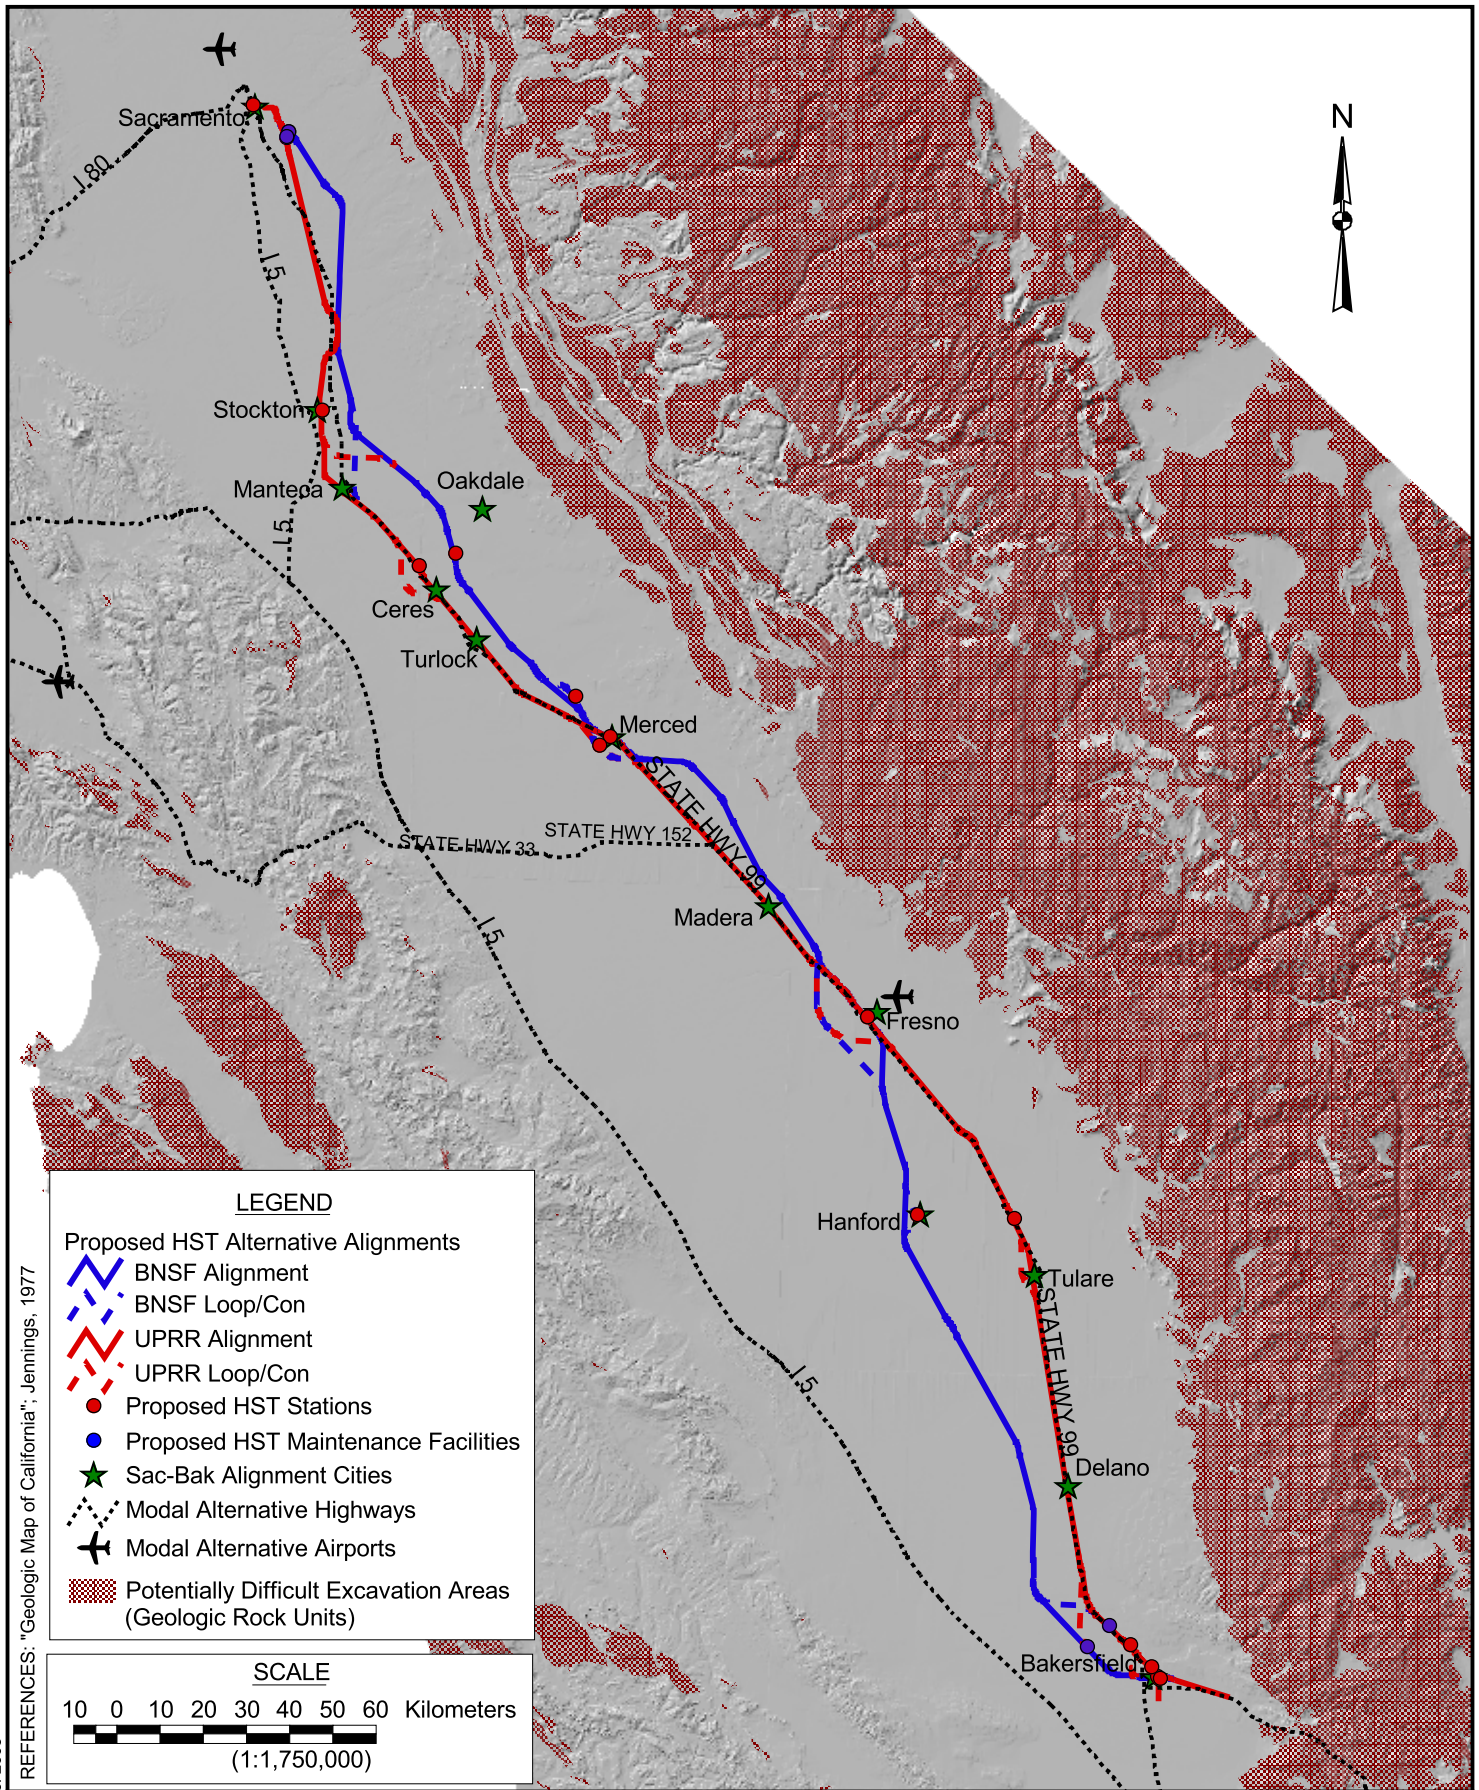 N
Sacramento
I 80
I 5
Stockton
Oakdale
Manteca
I 5
Ceres
Turlock
Merced
STATE HWY 99
STATE HWY 152
STATE HWY 33
Madera
I 5
Fresno
Hanford
Tulare
STATE HWY 99
I 5
Delano
Bakersfield
LEGEND
Proposed HST Alternative Alignments
BNSF Alignment
BNSF Loop/Con
UPRR Alignment
UPRR Loop/Con
Proposed HST Stations
Proposed HST Maintenance Facilities
Sac-Bak Alignment Cities
Modal Alternative Highways
Modal Alternative Airports
Potentially Difficult Excavation Areas
(Geologic Rock Units)
SCALE
10 0 10 20 30 40 50 60 Kilometers
(1:1,750,000)
REFERENCES: "Geologic Map of California"; Jennings, 1977